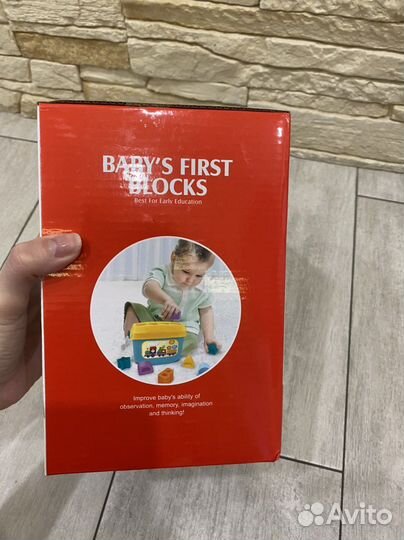 BABY'S FIRST
BLOCKS
Best For Early Education
Improve baby's ability of
observation, memory, imagination
and thinking!
Avito